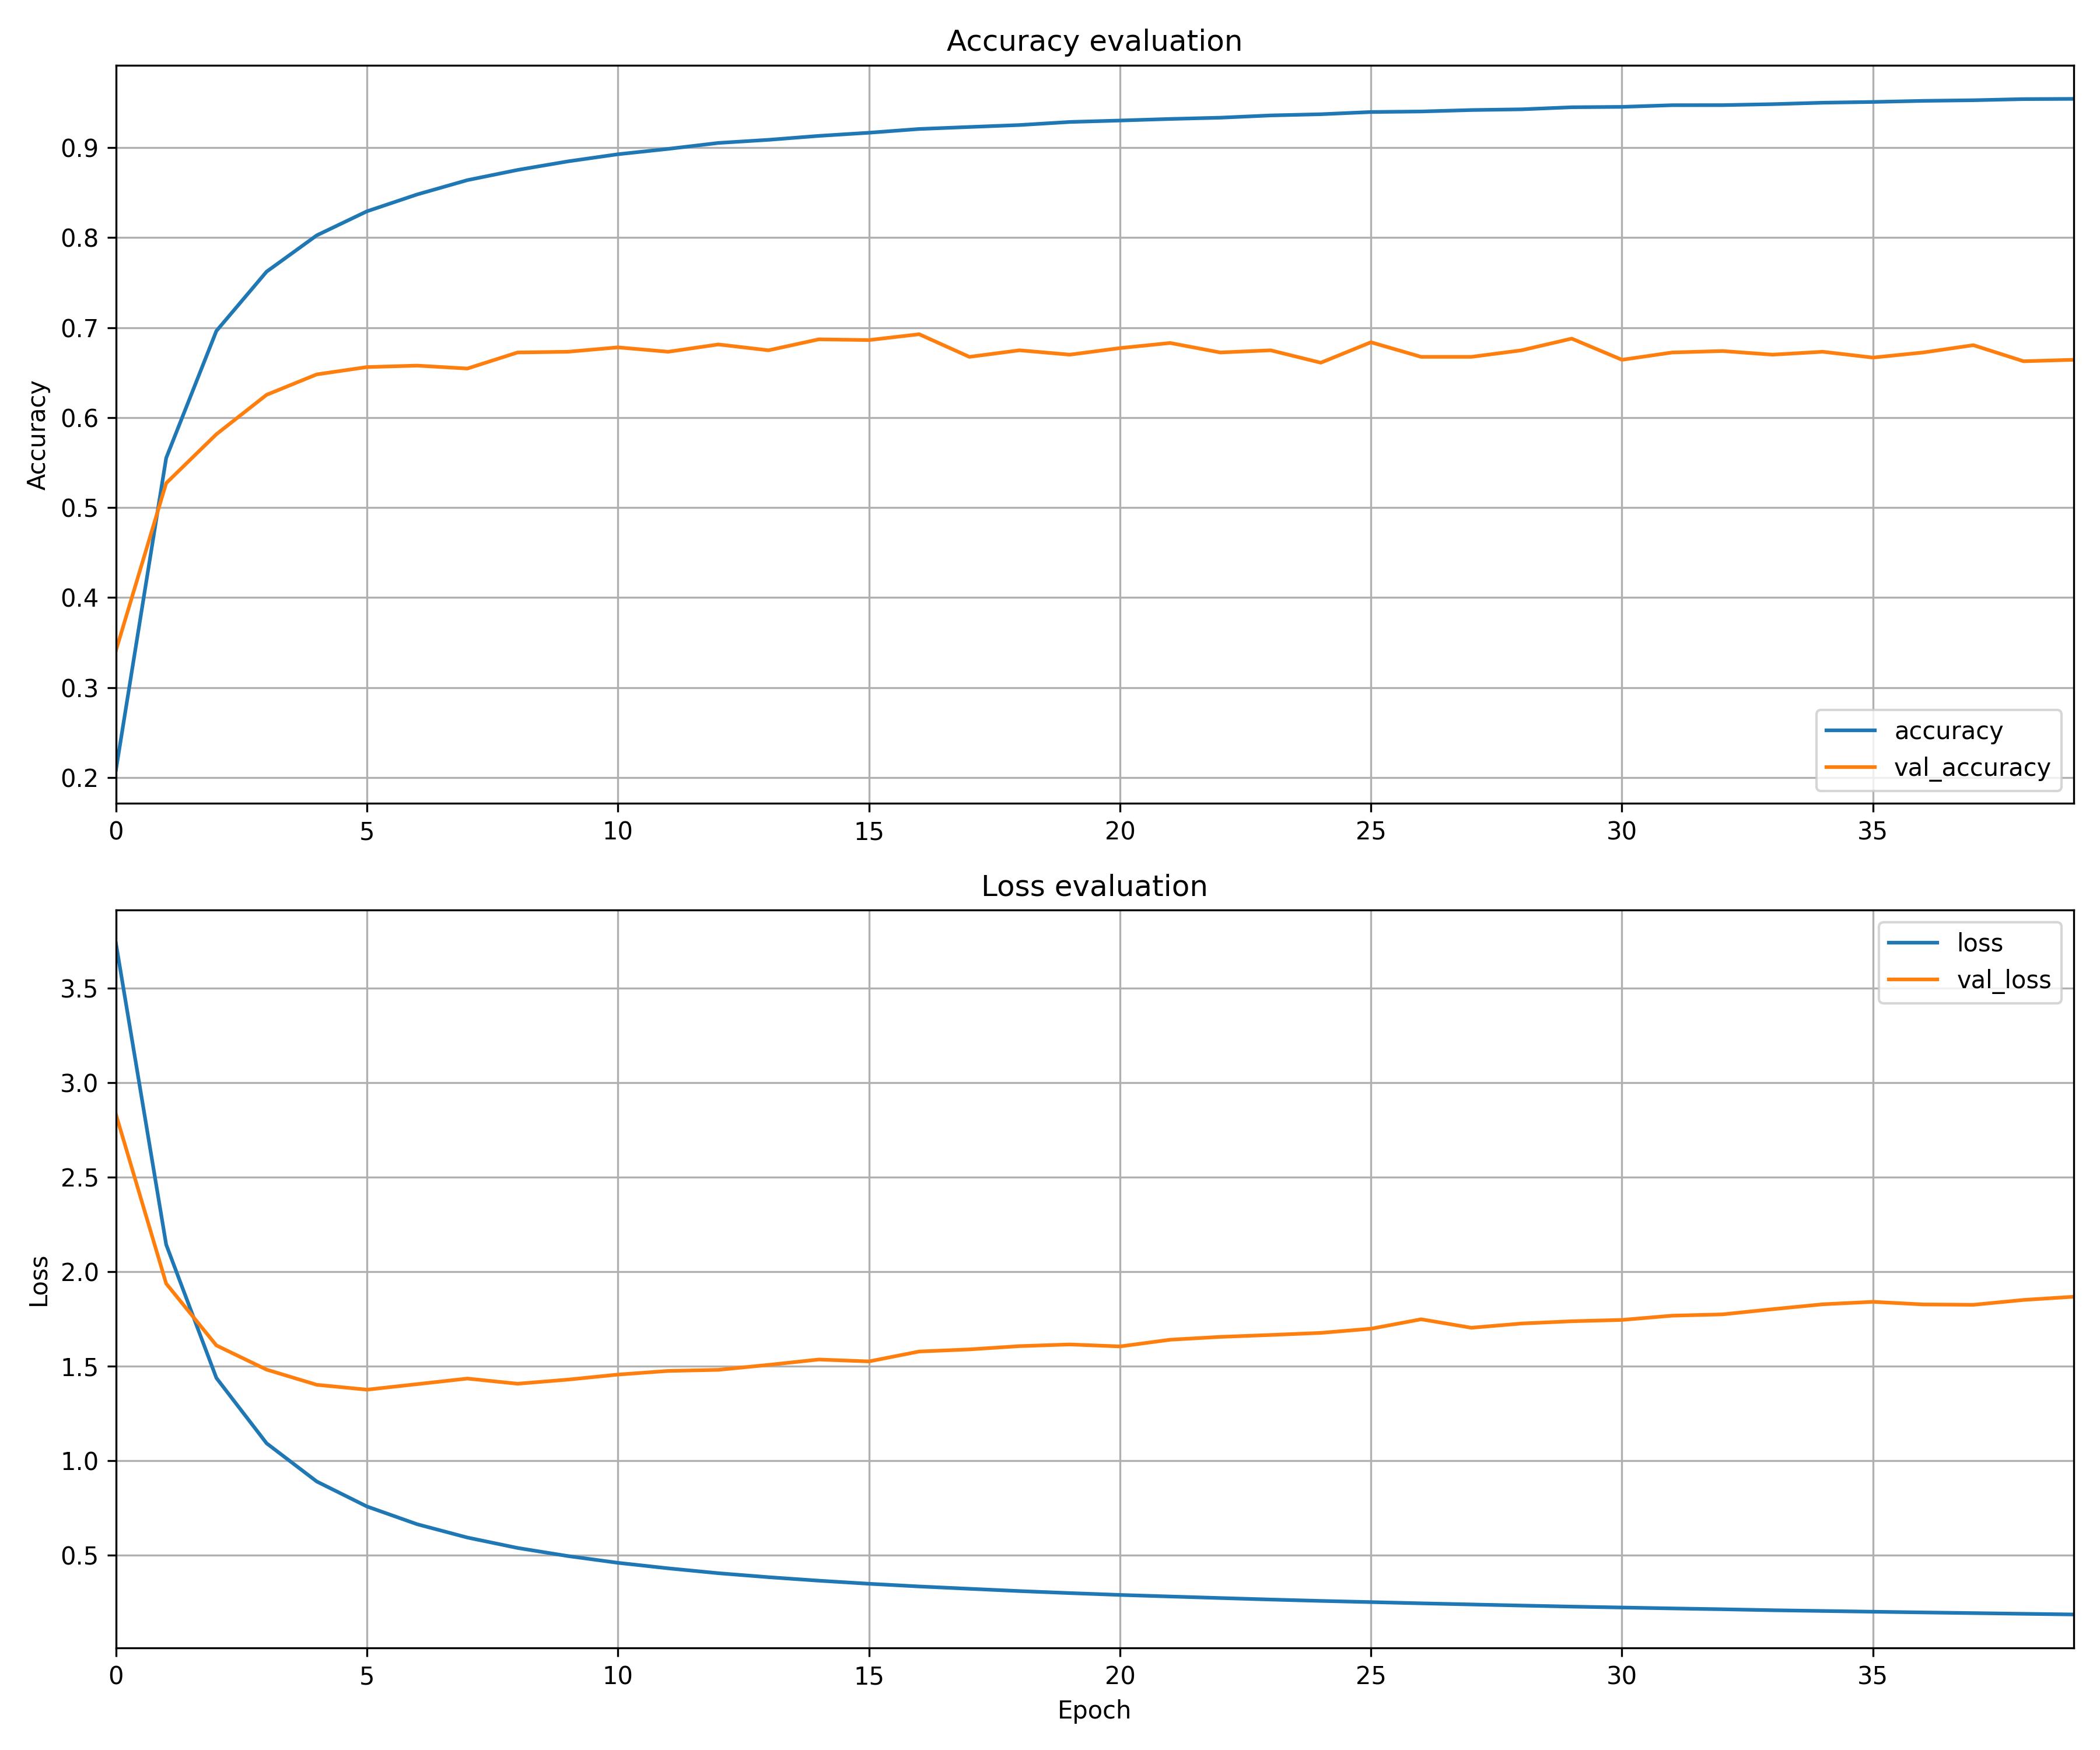 Accuracy evaluation
Accuracy
0.9
0.8
0.7
0.6
0.5
0.4
0.3
0.2
accuracy
val_accuracy
0 5 10 15 20 25 30 35
Loss evaluation
Loss
3.5
3.0
2.5
2.0
1.5
1.0
0.5
loss
val_loss
0 5 10 15 20 25 30 35
Epoch